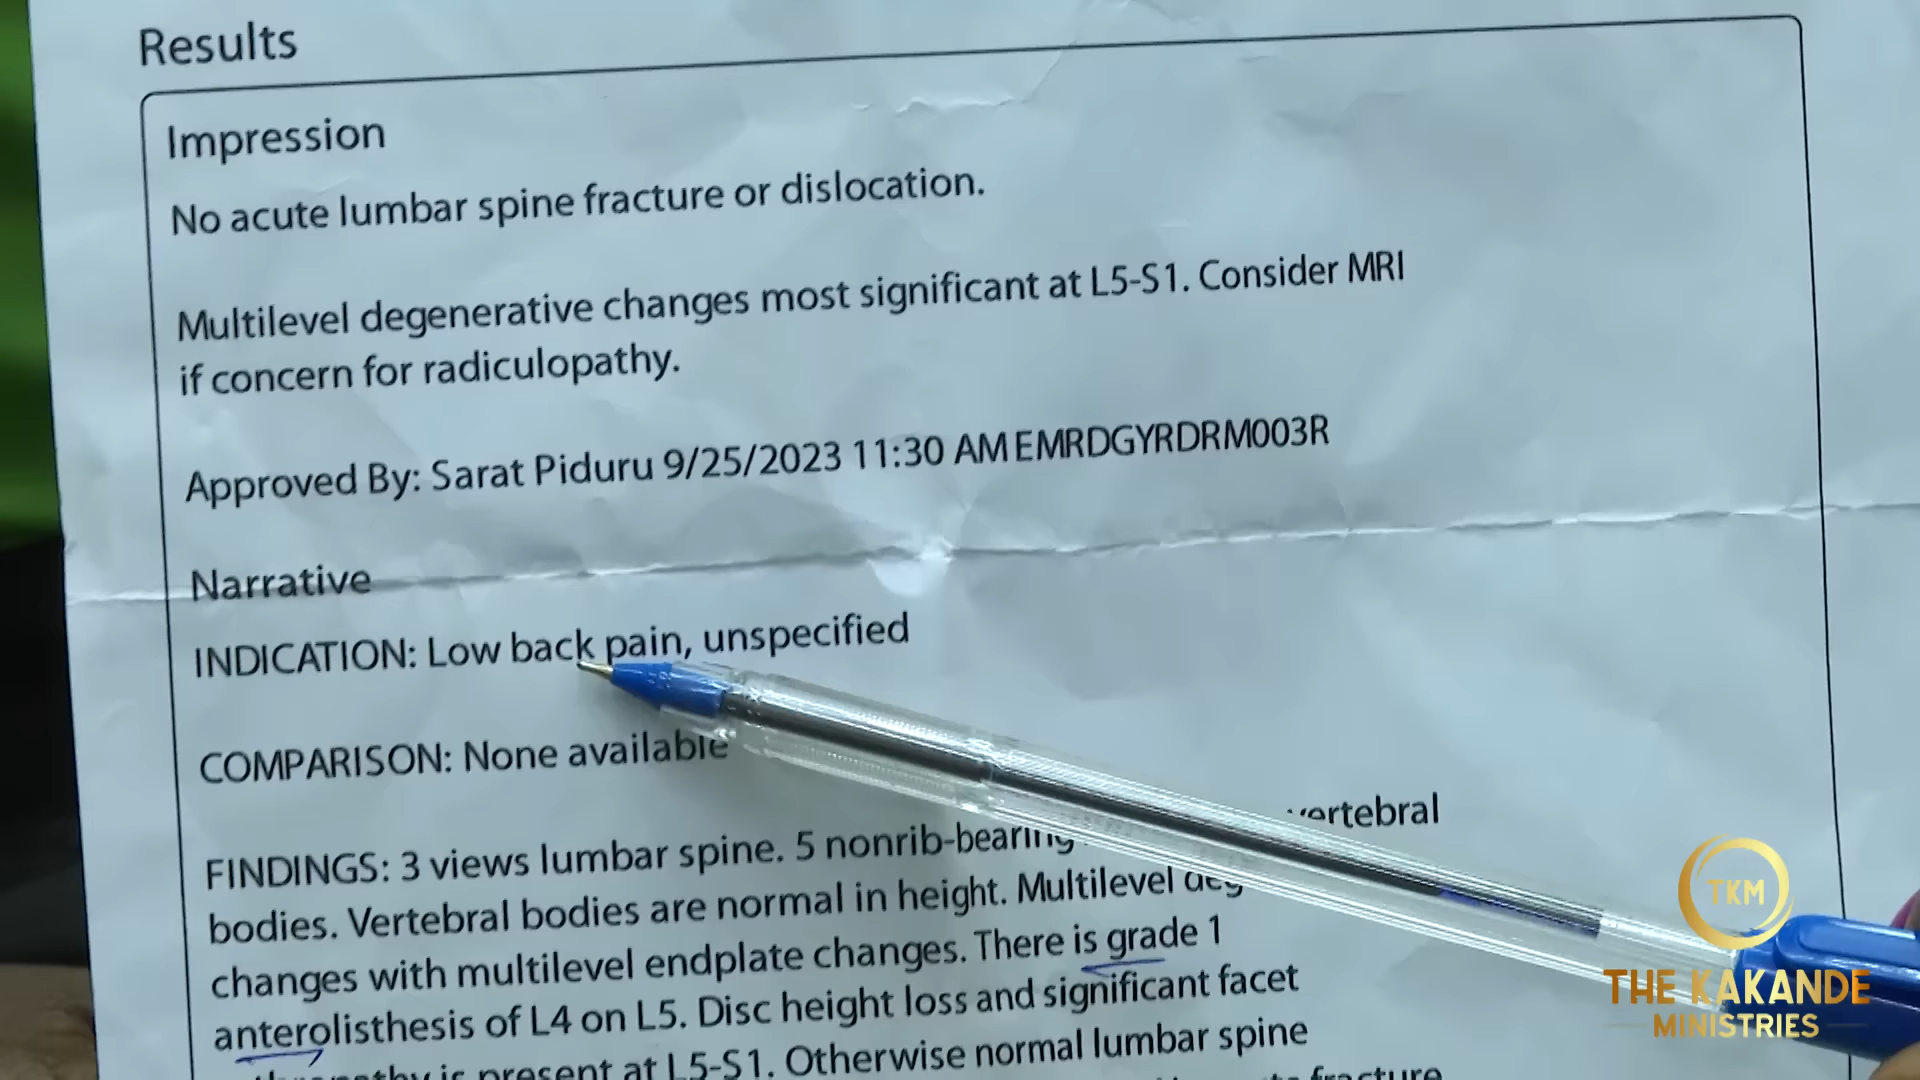 Results
Impression
No acute lumbar spine fracture or dislocation.
Multilevel degenerative changes most significant at L5-S1. Consider MRI
if concern for radiculopathy.
Approved By: Sarat Piduru 9/25/2023 11:30 AM EMRDGYRDRM003R
Narrative
INDICATION: Low back pain, unspecified
COMPARISON: None available
FINDINGS: 3 views lumbar spine. 5 nonrib-bearing vertebral
bodies. Vertebral bodies are normal in height. Multilevel
changes with multilevel endplate changes. There is grade 1
anterolisthesis of L4 on L5. Disc height loss and significant facet
is present at L5-S1. Otherwise normal lumbar spine
fracture
TKM
THE KAKANDE
MINISTRIES